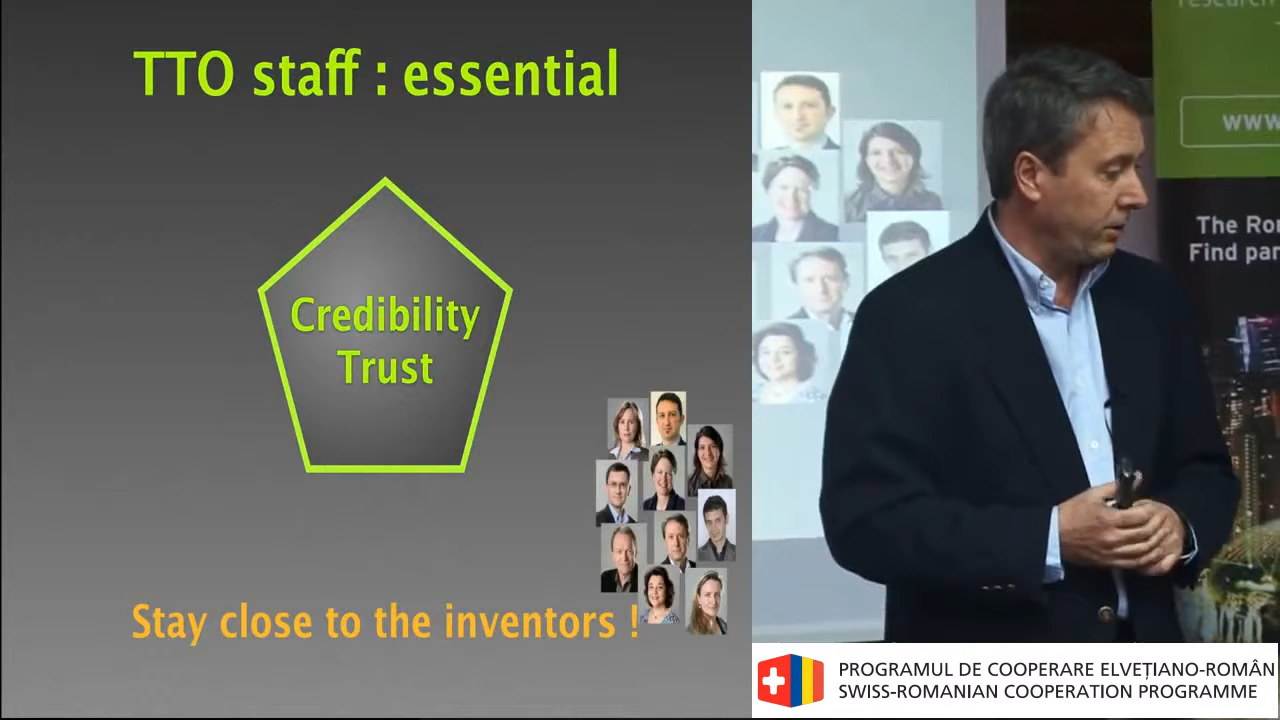 TTO staff : essential
Credibility
Trust
Stay close to the inventors !
www.
The Ro
Find par
PROGRAMUL DE COOPERARE ELVEȚIANO-ROMÂN
SWISS-ROMANIAN COOPERATION PROGRAMME